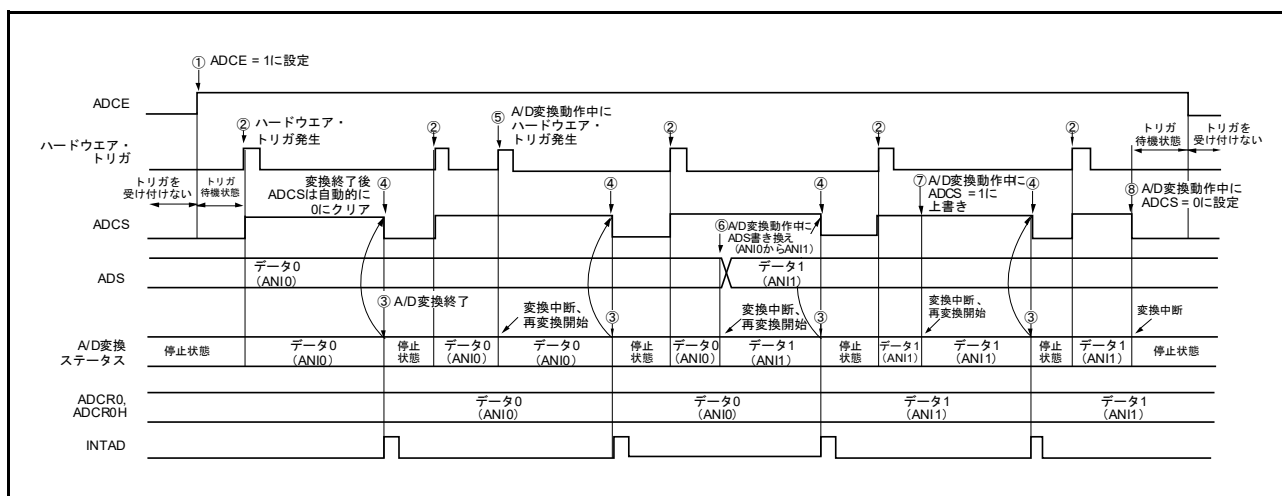 ① ADCE = 1に設定
ADCE
② ハードウエア・
トリガ発生
②
⑤ A/D変換動作中に
ハードウエア・
トリガ発生
②
②
②
トリガ
待機状態
トリガを
受け付けない
ハードウエア・
トリガ
トリガを
受け付けない
トリガ
待機状態
変換終了後
ADCSは自動的に
0にクリア
④
④
④
⑦ A/D変換動作中に
ADCS = 1に
上書き
④
⑧ A/D変換動作中に
ADCS = 0に設定
ADCS
⑥ A/D変換動作中に
ADS書き換え
(ANI0からANI1)
ADS
データ0
(ANI0)
データ1
(ANI1)
③ A/D変換終了
変換中断、
再変換開始
③
変換中断、
再変換開始
③
変換中断、
再変換開始
③
変換中断
A/D変換
ステータス
停止状態
データ0
(ANI0)
停止
状態
データ0
(ANI0)
データ0
(ANI0)
停止
状態
データ0
(ANI0)
データ1
(ANI1)
停止
状態
データ1
(ANI1)
データ1
(ANI1)
停止
状態
データ1
(ANI1)
停止状態
ADCR0,
ADCR0H
データ0
(ANI0)
データ0
(ANI0)
データ1
(ANI1)
データ1
(ANI1)
INTAD